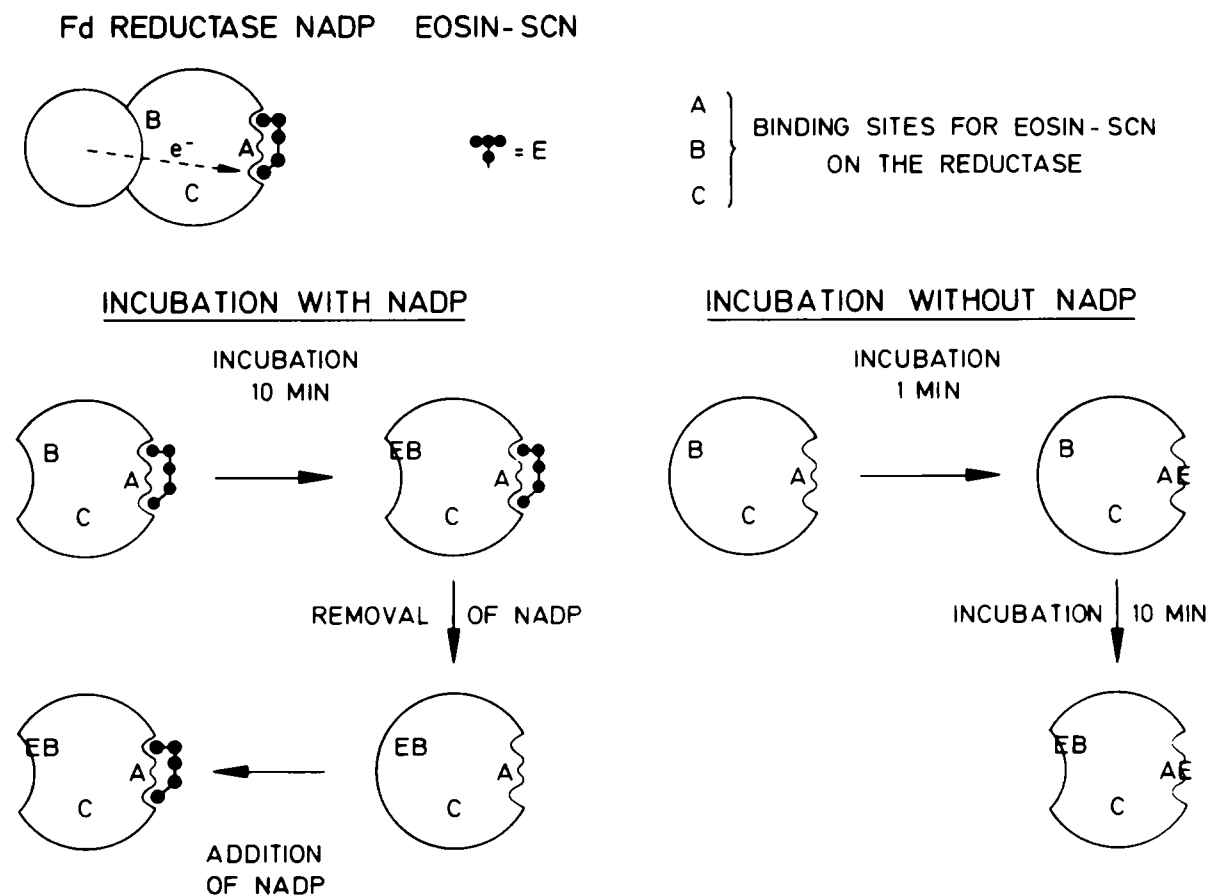 Fd REDUCTASE NADP EOSIN-SCN
B
e⁻
A
C
= E
A
B
C
BINDING SITES FOR EOSIN-SCN
ON THE REDUCTASE
INCUBATION WITH NADP
INCUBATION
10 MIN
B
A
C
EB
A
C
REMOVAL OF NADP
EB
A
C
ADDITION
OF NADP
EB
A
C
INCUBATION WITHOUT NADP
INCUBATION
1 MIN
B
A
C
B
AE
C
INCUBATION 10 MIN
EB
AE
C